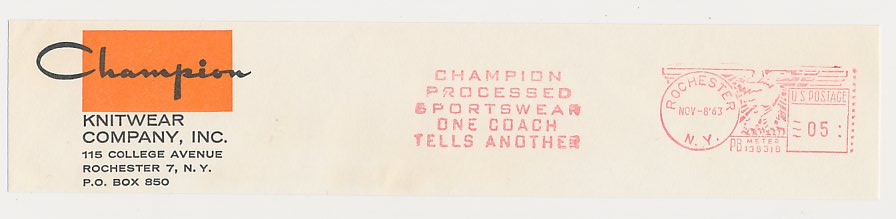 Champion
KNITWEAR
COMPANY, INC.
115 COLLEGE AVENUE
ROCHESTER 7, N. Y.
P.O. BOX 850
CHAMPION
PROCESSED
SPORTSWEAR
ONE COACH
TELLS ANOTHER
ROCHESTER
NOV-8'63
N.Y.
U.S. POSTAGE
05
PB METER